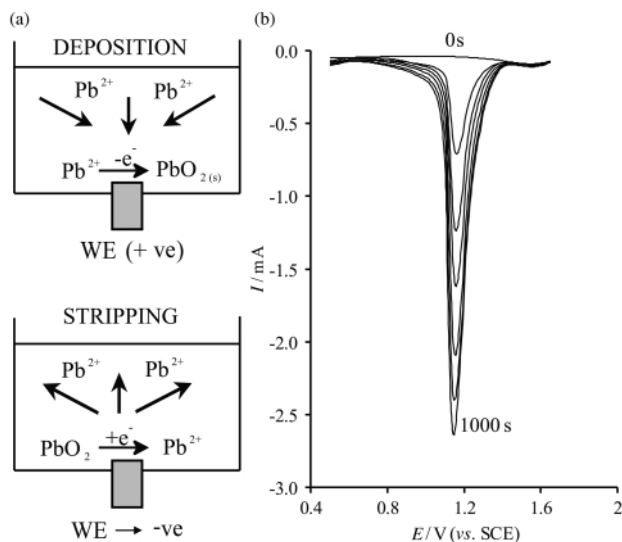 (a)
DEPOSITION
Pb²⁺ Pb²⁺
Pb²⁺ -e⁻ PbO₂ (s)
WE (+ ve)
STRIPPING
Pb²⁺ Pb²⁺
PbO₂ +e⁻ Pb²⁺
WE → -ve
(b)
0s
0.0
-0.5
-1.0
-1.5
-2.0
-2.5
-3.0
I / mA
1000 s
0.4 0.8 1.2 1.6 2
E / V (vs. SCE)